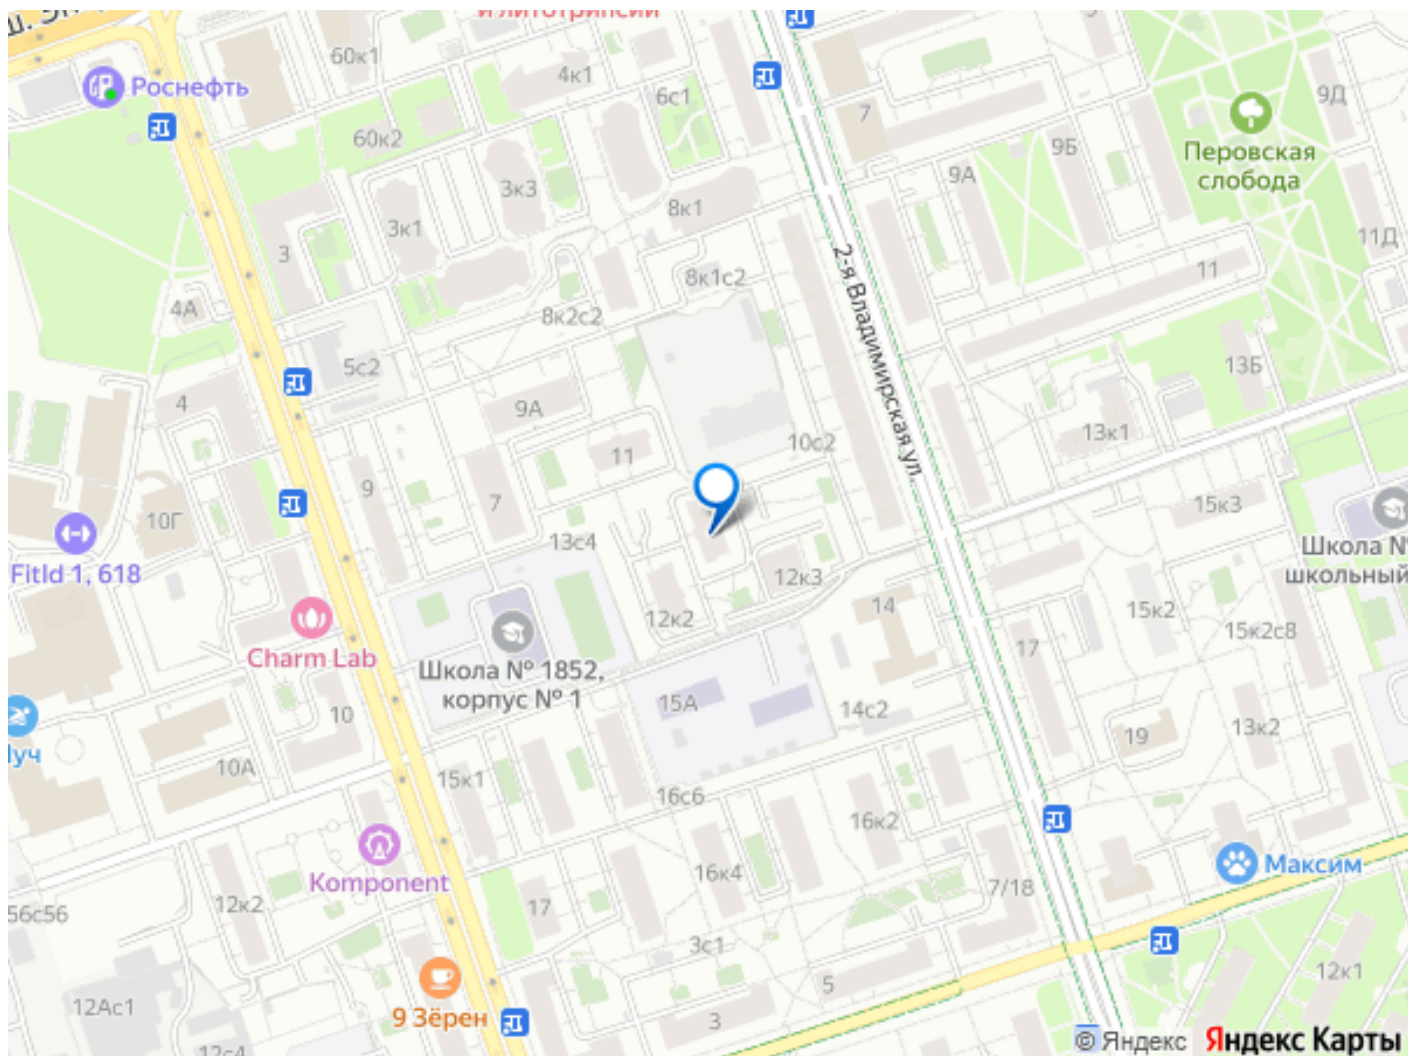 и литотрипсии
60к1
4к1
Роснефть
6с1
7
9Д
60к2
9Б
Перовская
слобода
9А
3к3
3к1
8к1
3
11Д
8к1с2
11
2-я Владимирская ул.
4А
8к2с2
5с2
13Б
4
9А
13к1
10с2
11
9
7
10Г
15к3
13с4
Школа №
школьный
FitId 1, 618
12к3
14
12к2
15к2
15к2с8
17
Charm Lab
Школа № 1852,
корпус № 1
15А
14с2
10
13к2
19
10А
15к1
16с6
16к2
Максим
16к4
Komponent
7/18
12к2
56с56
17
3с1
12к1
5
12Ас1
9 Зёрен
3
© Яндекс
Яндекс Карты
12с4